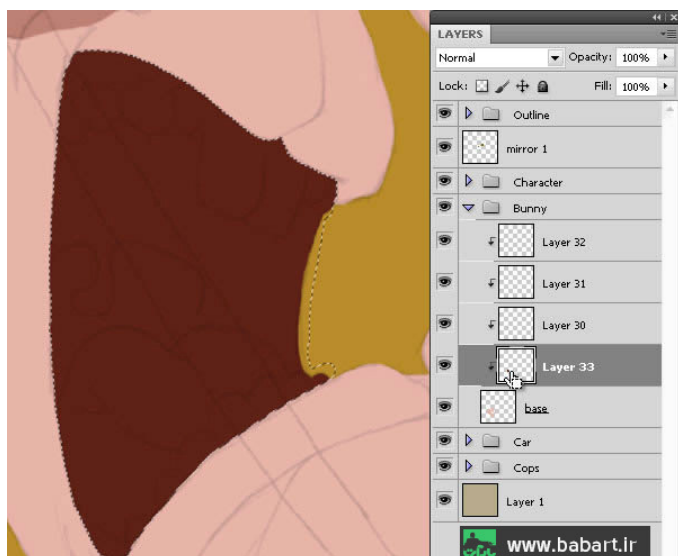 LAYERS
Normal Opacity: 100%
Lock: Fill: 100%
Outline
mirror 1
Character
Bunny
Layer 32
Layer 31
Layer 30
Layer 33
base
Car
Cops
Layer 1
www.babart.ir